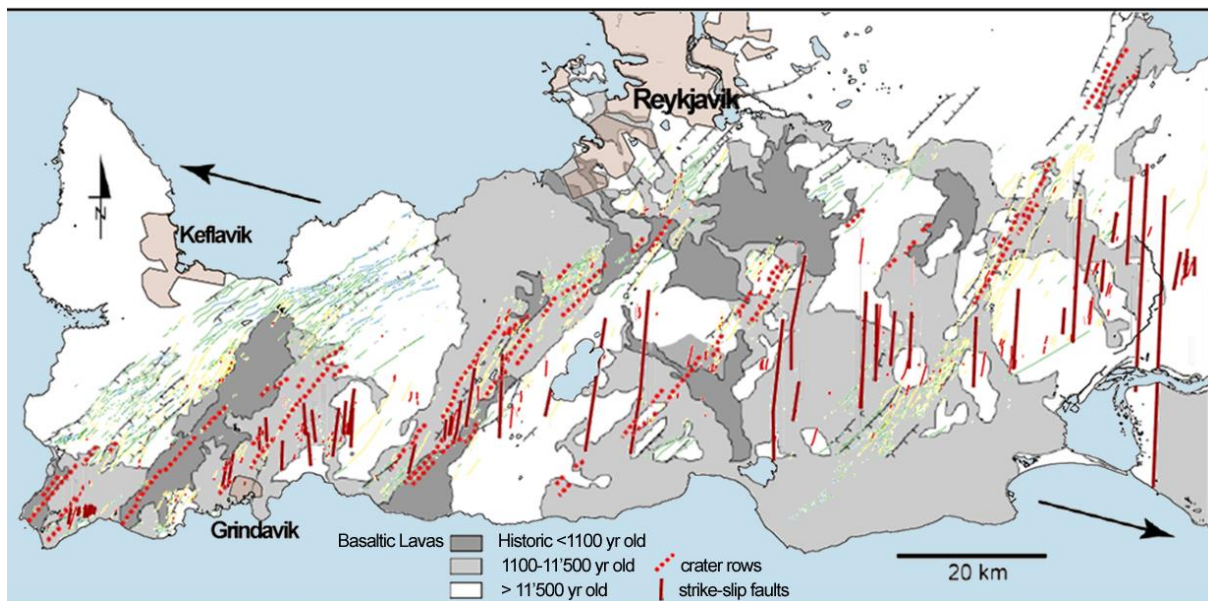 Reykjavik
N
Keflavik
Grindavik
Basaltic Lavas
Historic <1100 yr old
1100-11'500 yr old
> 11'500 yr old
crater rows
strike-slip faults
20 km